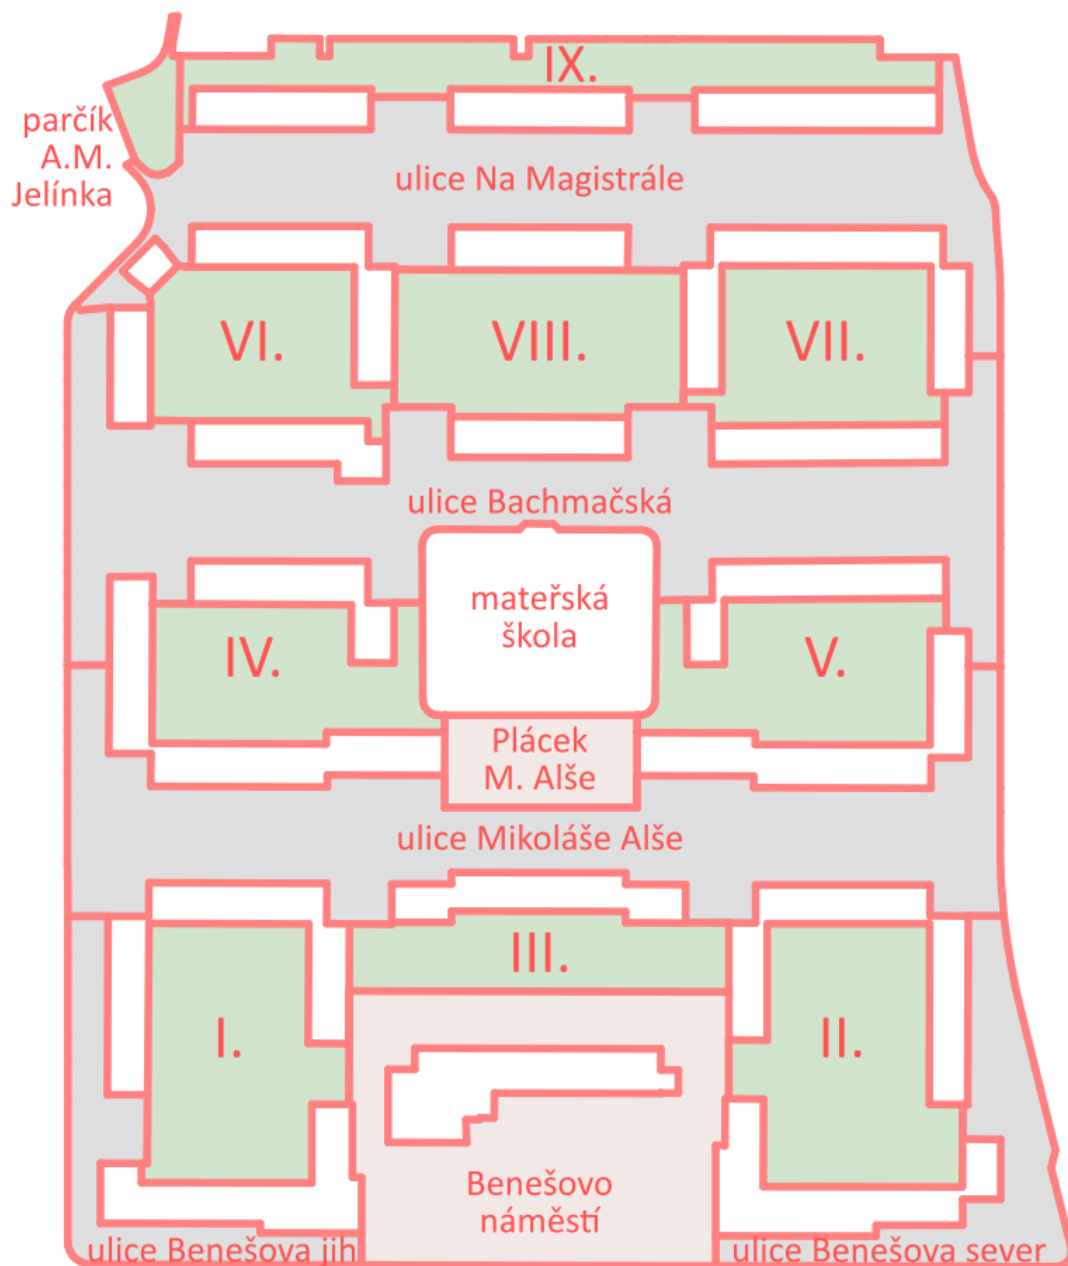 IX.
parčík
A.M.
Jelínka
ulice Na Magistrále
VI.
VIII.
VII.
ulice Bachmačská
mateřská
škola
IV.
V.
Plácek
M. Alše
ulice Mikoláše Alše
III.
I.
II.
Benešovo
náměstí
ulice Benešova jih
ulice Benešova sever